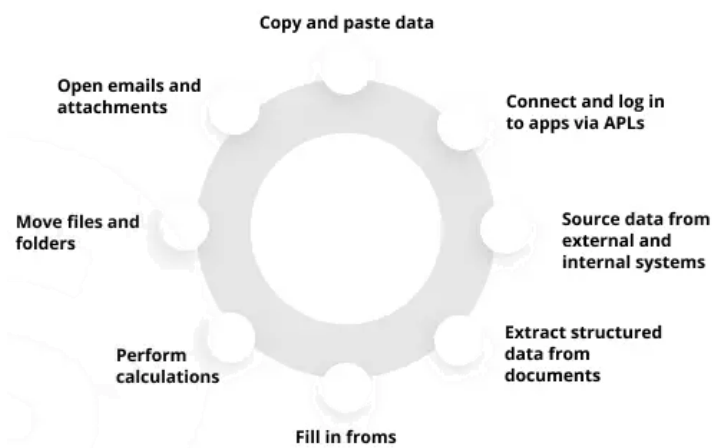 Copy and paste data
Open emails and
attachments
Connect and log in
to apps via APLs
Move files and
folders
Source data from
external and
internal systems
Perform
calculations
Extract structured
data from
documents
Fill in froms